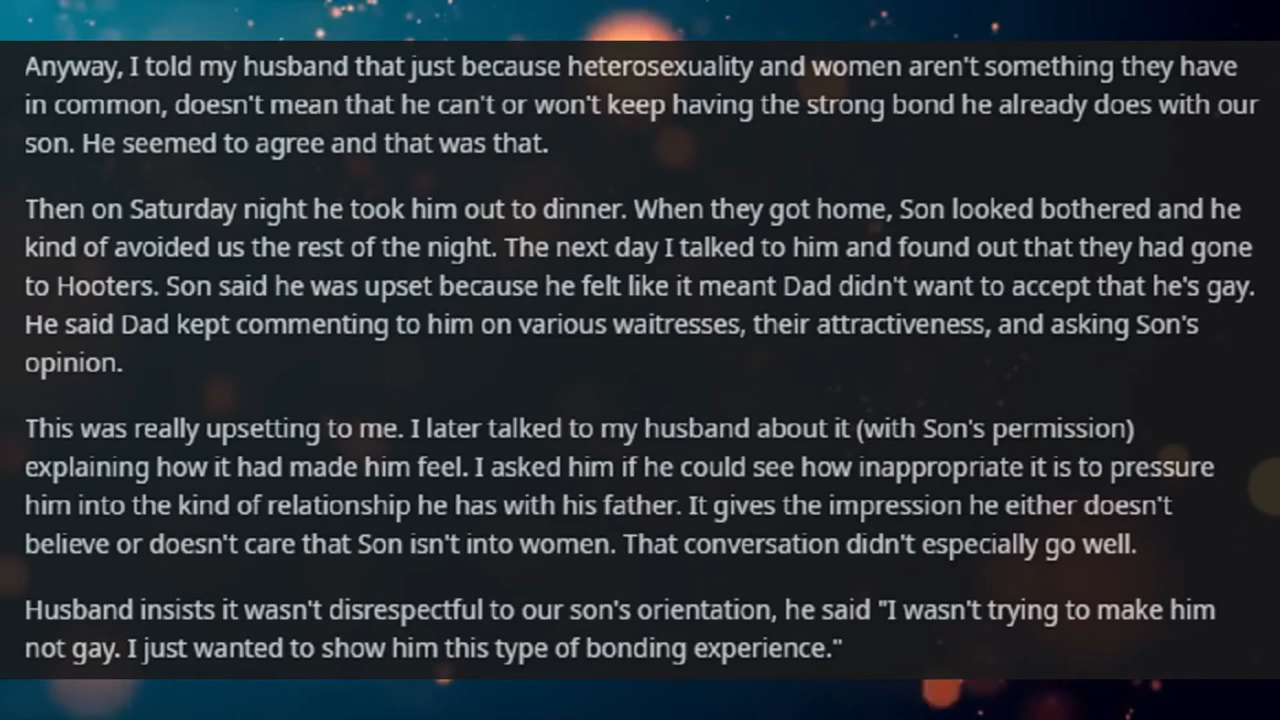 Anyway, I told my husband that just because heterosexuality and women aren't something they have
in common, doesn't mean that he can't or won't keep having the strong bond he already does with our
son. He seemed to agree and that was that.
Then on Saturday night he took him out to dinner. When they got home, Son looked bothered and he
kind of avoided us the rest of the night. The next day I talked to him and found out that they had gone
to Hooters. Son said he was upset because he felt like it meant Dad didn't want to accept that he's gay.
He said Dad kept commenting to him on various waitresses, their attractiveness, and asking Son's
opinion.
This was really upsetting to me. I later talked to my husband about it (with Son's permission)
explaining how it had made him feel. I asked him if he could see how inappropriate it is to pressure
him into the kind of relationship he has with his father. It gives the impression he either doesn't
believe or doesn't care that Son isn't into women. That conversation didn't especially go well.
Husband insists it wasn't disrespectful to our son's orientation, he said "I wasn't trying to make him
not gay. I just wanted to show him this type of bonding experience."